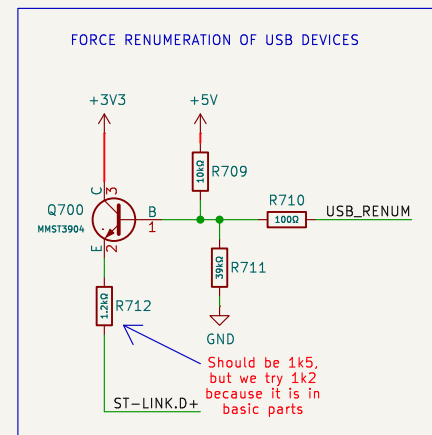 FORCE RENUMERATION OF USB DEVICES
+3V3
+5V
10kΩ
R709
C
3
Q700
MMST3904
B
1
R710
100Ω
USB_RENUM
E
2
39kΩ
R711
1.2kΩ
R712
GND
Should be 1k5,
but we try 1k2
because it is in
basic parts
ST-LINK.D+